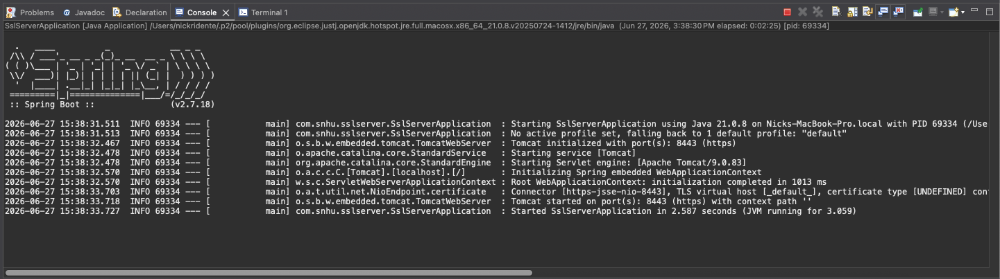 Problems Javadoc Declaration Console Terminal 1
SslServerApplication [Java Application] /Users/nickridente/.p2/pool/plugins/org.eclipse.justj.openjdk.hotspot.jre.full.macosx.x86_64_21.0.8.v20250724-1412/jre/bin/java (Jun 27, 2026, 3:38:30 PM elapsed: 0:02:25) [pid: 69334]
  .   ____          _            __ _ _
 /\\ / ___'_ __ _ _(_)_ __  __ _ \ \ \ \
( ( )\___ | '_ | '_| | '_ \/ _` | \ \ \ \
 \\/  ___)| |_)| | | | | || (_| |  ) ) ) )
  '  |____| .__|_| |_|_| |_\__, | / / / /
 =========|_|==============|___/=/_/_/_/
 :: Spring Boot ::               (v2.7.18)
2026-06-27 15:38:31.511  INFO 69334 --- [           main] com.snhu.sslserver.SslServerApplication  : Starting SslServerApplication using Java 21.0.8 on Nicks-MacBook-Pro.local with PID 69334 (/Use
2026-06-27 15:38:31.513  INFO 69334 --- [           main] com.snhu.sslserver.SslServerApplication  : No active profile set, falling back to 1 default profile: "default"
2026-06-27 15:38:32.467  INFO 69334 --- [           main] o.s.b.w.embedded.tomcat.TomcatWebServer  : Tomcat initialized with port(s): 8443 (https)
2026-06-27 15:38:32.478  INFO 69334 --- [           main] o.apache.catalina.core.StandardService   : Starting service [Tomcat]
2026-06-27 15:38:32.478  INFO 69334 --- [           main] org.apache.catalina.core.StandardEngine  : Starting Servlet engine: [Apache Tomcat/9.0.83]
2026-06-27 15:38:32.570  INFO 69334 --- [           main] o.a.c.c.C.[Tomcat].[localhost].[/]       : Initializing Spring embedded WebApplicationContext
2026-06-27 15:38:32.570  INFO 69334 --- [           main] w.s.c.ServletWebServerApplicationContext : Root WebApplicationContext: initialization completed in 1013 ms
2026-06-27 15:38:33.703  INFO 69334 --- [           main] o.a.t.util.net.NioEndpoint.certificate   : Connector [https-jsse-nio-8443], TLS virtual host [_default_], certificate type [UNDEFINED] con
2026-06-27 15:38:33.718  INFO 69334 --- [           main] o.s.b.w.embedded.tomcat.TomcatWebServer  : Tomcat started on port(s): 8443 (https) with context path ''
2026-06-27 15:38:33.727  INFO 69334 --- [           main] com.snhu.sslserver.SslServerApplication  : Started SslServerApplication in 2.587 seconds (JVM running for 3.059)